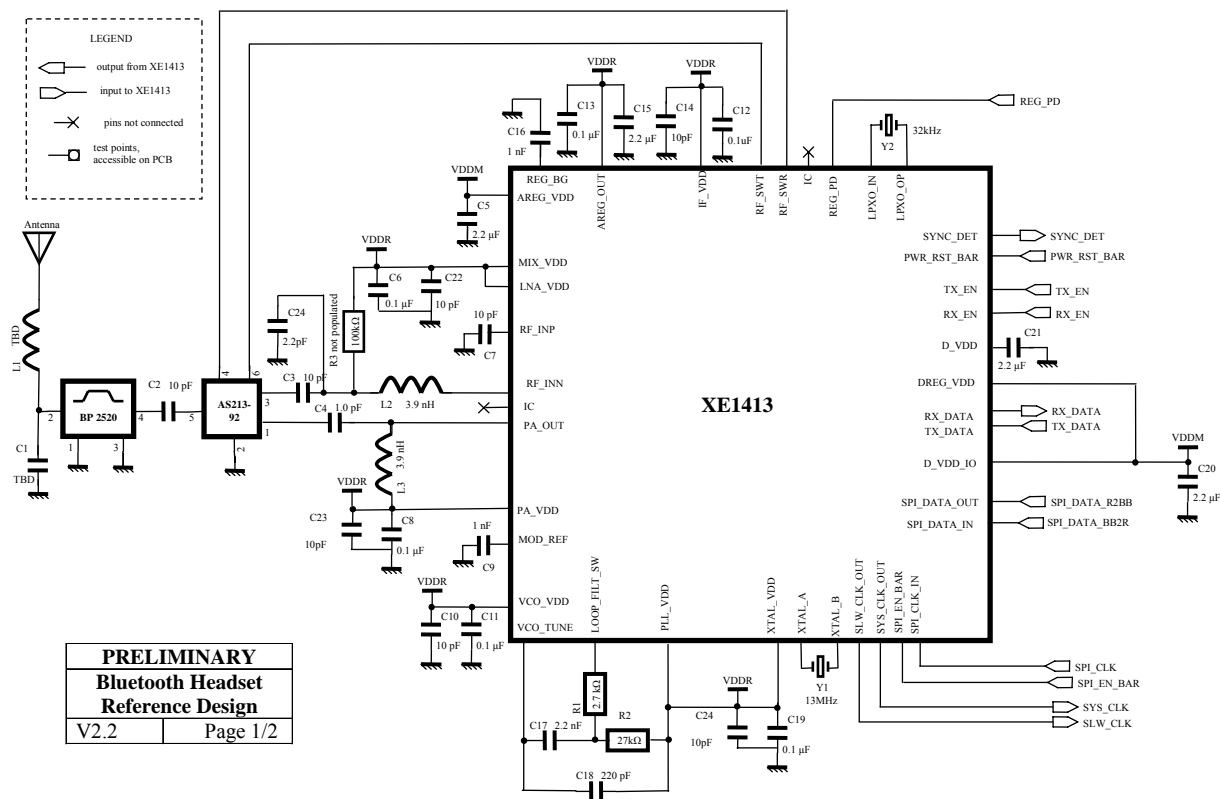 LEGEND
output from XE1413
input to XE1413
pins not connected
test points,
accessible on PCB
Antenna
L1
TBD
C1
TBD
2
BP 2520
4
1
3
C2
10 pF
5
AS213-
92
4
6
3
1
2
C24
2.2pF
C3
10 pF
C4
1.0 pF
R3 not populated
100kΩ
L2
3.9 nH
3.9 nH
L3
VDDR
C6
0.1 µF
C22
10 pF
10 pF
C7
VDDM
C5
2.2 µF
VDDR
C23
10pF
C8
0.1 µF
1 nF
C9
VDDR
C10
10 pF
C11
0.1 µF
C16
1 nF
C13
0.1 µF
VDDR
C15
2.2 µF
C14
10pF
VDDR
C12
0.1uF
REG_BG
AREG_VDD
AREG_OUT
IF_VDD
RF_SWT
RF_SWR
IC
REG_PD
LPXO_IN
LPXO_OP
REG_PD
Y2
32kHz
MIX_VDD
LNA_VDD
RF_INP
RF_INN
IC
PA_OUT
PA_VDD
MOD_REF
VCO_VDD
VCO_TUNE
XE1413
LOOP_FILT_SW
PLL_VDD
XTAL_VDD
XTAL_A
XTAL_B
SLW_CLK_OUT
SYS_CLK_OUT
SPI_EN_BAR
SPI_CLK_IN
SYNC_DET
SYNC_DET
PWR_RST_BAR
PWR_RST_BAR
TX_EN
TX_EN
RX_EN
RX_EN
D_VDD
C21
2.2 µF
DREG_VDD
RX_DATA
RX_DATA
TX_DATA
TX_DATA
D_VDD_IO
VDDM
C20
2.2 µF
SPI_DATA_OUT
SPI_DATA_R2BB
SPI_DATA_IN
SPI_DATA_BB2R
R1
2.7 kΩ
C17
2.2 nF
R2
27kΩ
C18
220 pF
VDDR
C24
10pF
C19
0.1 µF
Y1
13MHz
SPI_CLK
SPI_EN_BAR
SYS_CLK
SLW_CLK
PRELIMINARY
Bluetooth Headset
Reference Design
V2.2
Page 1/2